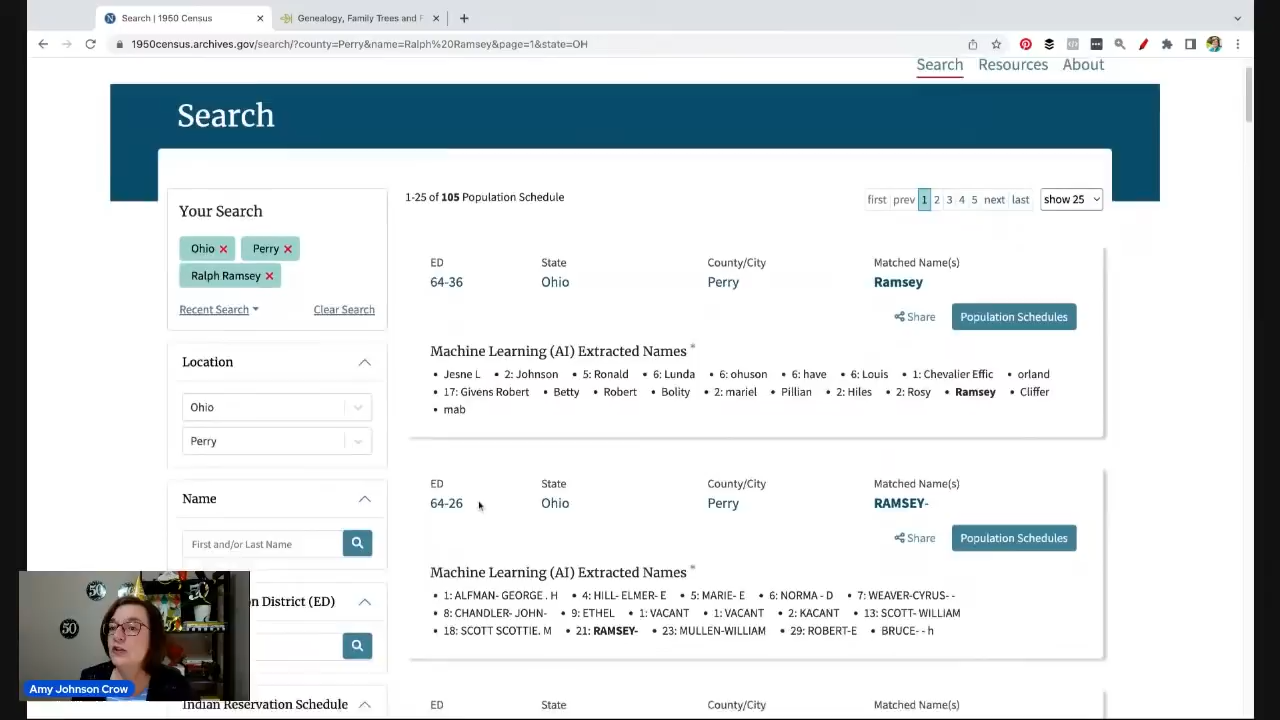 Search | 1950 Census
Genealogy, Family Trees and F
1950census.archives.gov/search/?county=Perry&name=Ralph%20Ramsey&page=1&state=OH
Search Resources About
Search
Your Search
Ohio × Perry ×
Ralph Ramsey ×
Recent Search Clear Search
Location
Ohio
Perry
Name
First and/or Last Name
on District (ED)
Indian Reservation Schedule
1-25 of 105 Population Schedule
first prev 1 2 3 4 5 next last show 25
ED State County/City Matched Name(s)
64-36 Ohio Perry Ramsey
Share Population Schedules
Machine Learning (AI) Extracted Names *
• Jesne L • 2: Johnson • 5: Ronald • 6: Lunda • 6: ohuson • 6: have • 6: Louis • 1: Chevalier Effic • orland
• 17: Givens Robert • Betty • Robert • Bolity • 2: mariel • Pillian • 2: Hiles • 2: Rosy • Ramsey • Cliffer
• mab
ED State County/City Matched Name(s)
64-26 Ohio Perry RAMSEY-
Share Population Schedules
Machine Learning (AI) Extracted Names *
• 1: ALFMAN- GEORGE . H • 4: HILL- ELMER- E • 5: MARIE- E • 6: NORMA - D • 7: WEAVER-CYRUS- -
• 8: CHANDLER- JOHN- • 9: ETHEL • 1: VACANT • 1: VACANT • 2: KACANT • 13: SCOTT- WILLIAM
• 18: SCOTT SCOTTIE. M • 21: RAMSEY- • 23: MULLEN-WILLIAM • 29: ROBERT-E • BRUCE- - h
ED State County/City Matched Name(s)
50
50
50
Amy Johnson Crow